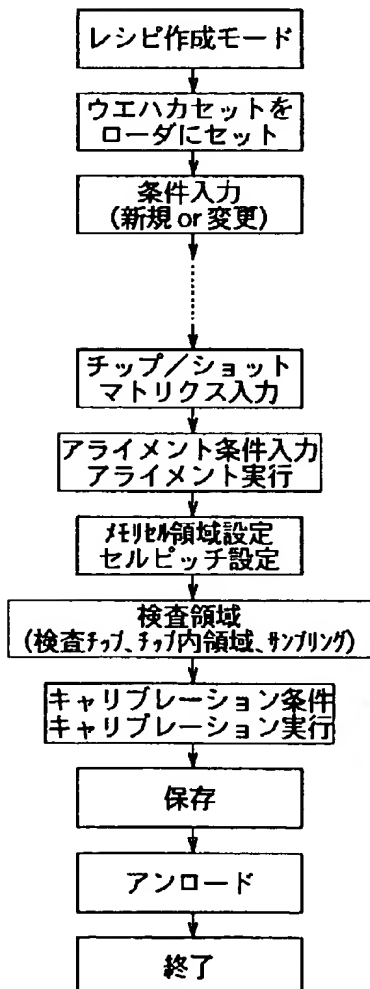 レシピ作成モード
ウエハカセットを
ローダにセット
条件入力
(新規 or 変更)
チップ／ショット
マトリクス入力
アライメント条件入力
アライメント実行
メモリセル領域設定
セルピッチ設定
検査領域
(検査チップ、チップ内領域、サンプリング)
キャリブレーション条件
キャリブレーション実行
保存
アンロード
終了